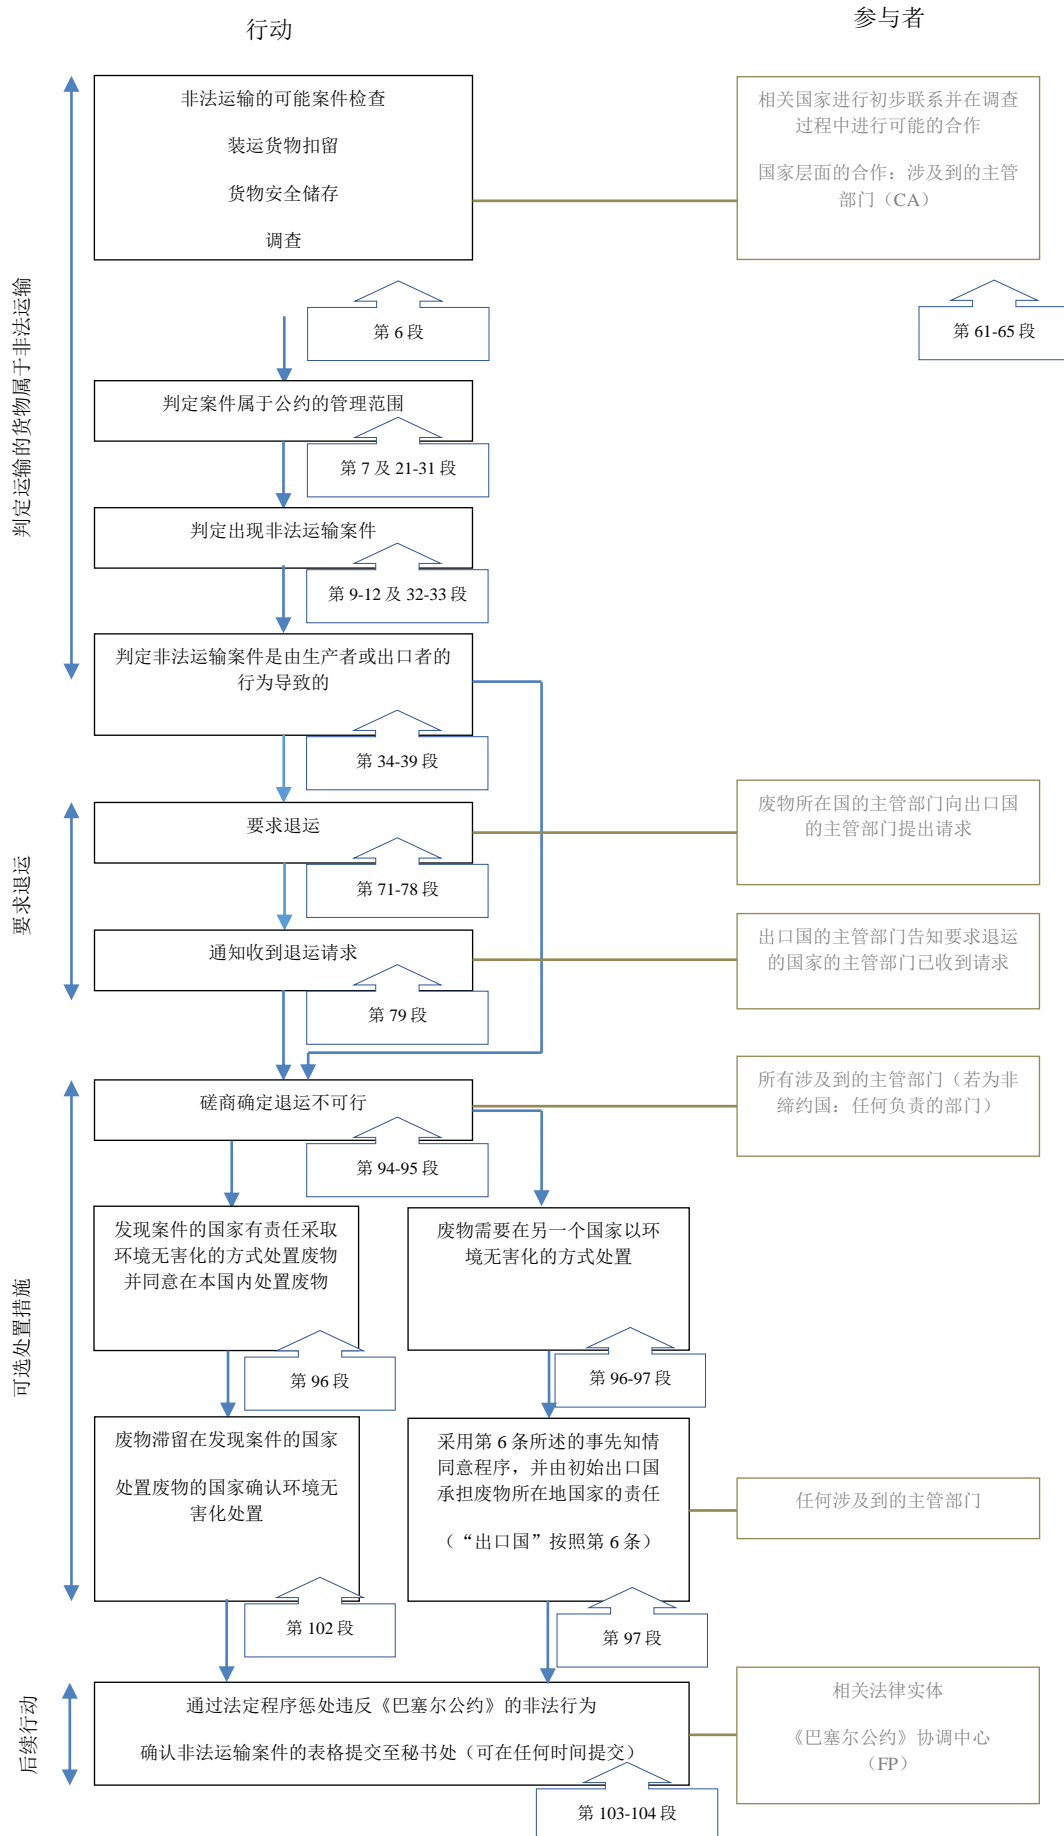 行动
参与者
判定运输的货物属于非法运输
非法运输的可能案件检查
装运货物扣留
货物安全储存
调查
相关国家进行初步联系并在调查
过程中进行可能的合作
国家层面的合作：涉及到的主管
部门（CA）
第 6 段
第 61-65 段
判定案件属于公约的管理范围
第 7 及 21-31 段
判定出现非法运输案件
第 9-12 及 32-33 段
判定非法运输案件是由生产者或出口者的
行为导致的
第 34-39 段
要求退运
要求退运
废物所在国的主管部门向出口国
的主管部门提出请求
第 71-78 段
通知收到退运请求
出口国的主管部门告知要求退运
的国家的主管部门已收到请求
第 79 段
可选处置措施
磋商确定退运不可行
所有涉及到的主管部门（若为非
缔约国：任何负责的部门）
第 94-95 段
发现案件的国家有责任采取
环境无害化的方式处置废物
并同意在本国内处置废物
废物需要在另一个国家以环
境无害化的方式处置
第 96 段
第 96-97 段
废物滞留在发现案件的国家
处置废物的国家确认环境无
害化处置
采用第 6 条所述的事先知情
同意程序，并由初始出口国
承担废物所在地国家的责任
（“出口国”按照第 6 条）
任何涉及到的主管部门
第 102 段
第 97 段
后续行动
通过法定程序惩处违反《巴塞尔公约》的非法行为
确认非法运输案件的表格提交至秘书处（可在任何时间提交）
相关法律实体
《巴塞尔公约》协调中心
（FP）
第 103-104 段